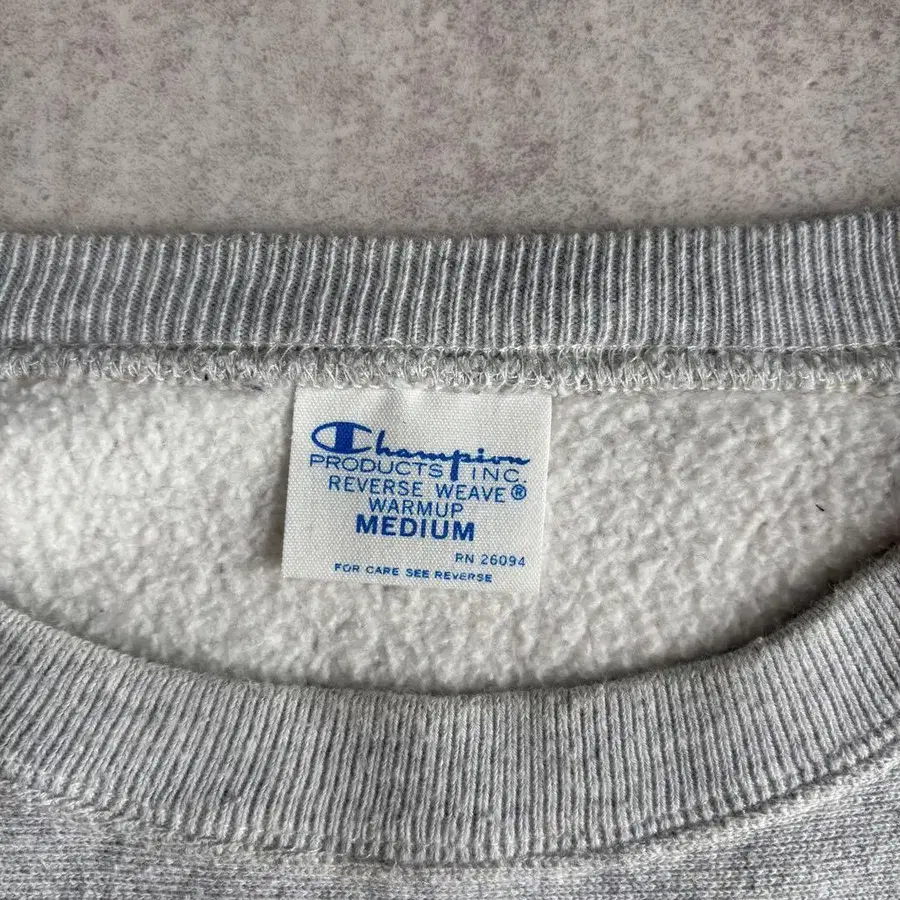 Champion
PRODUCTS INC.
REVERSE WEAVE®
WARMUP
MEDIUM
RN 26094
FOR CARE SEE REVERSE